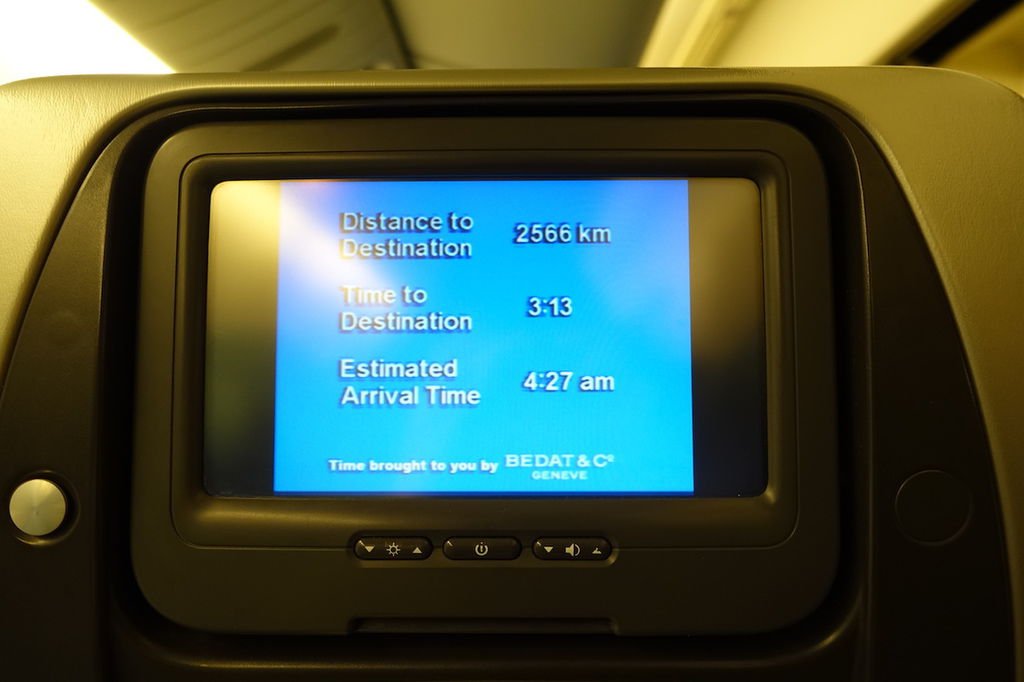 Distance to
Destination
2566 km
Time to
Destination
3:13
Estimated
Arrival Time
4:27 am
Time brought to you by BEDAT & Cº
GENEVE